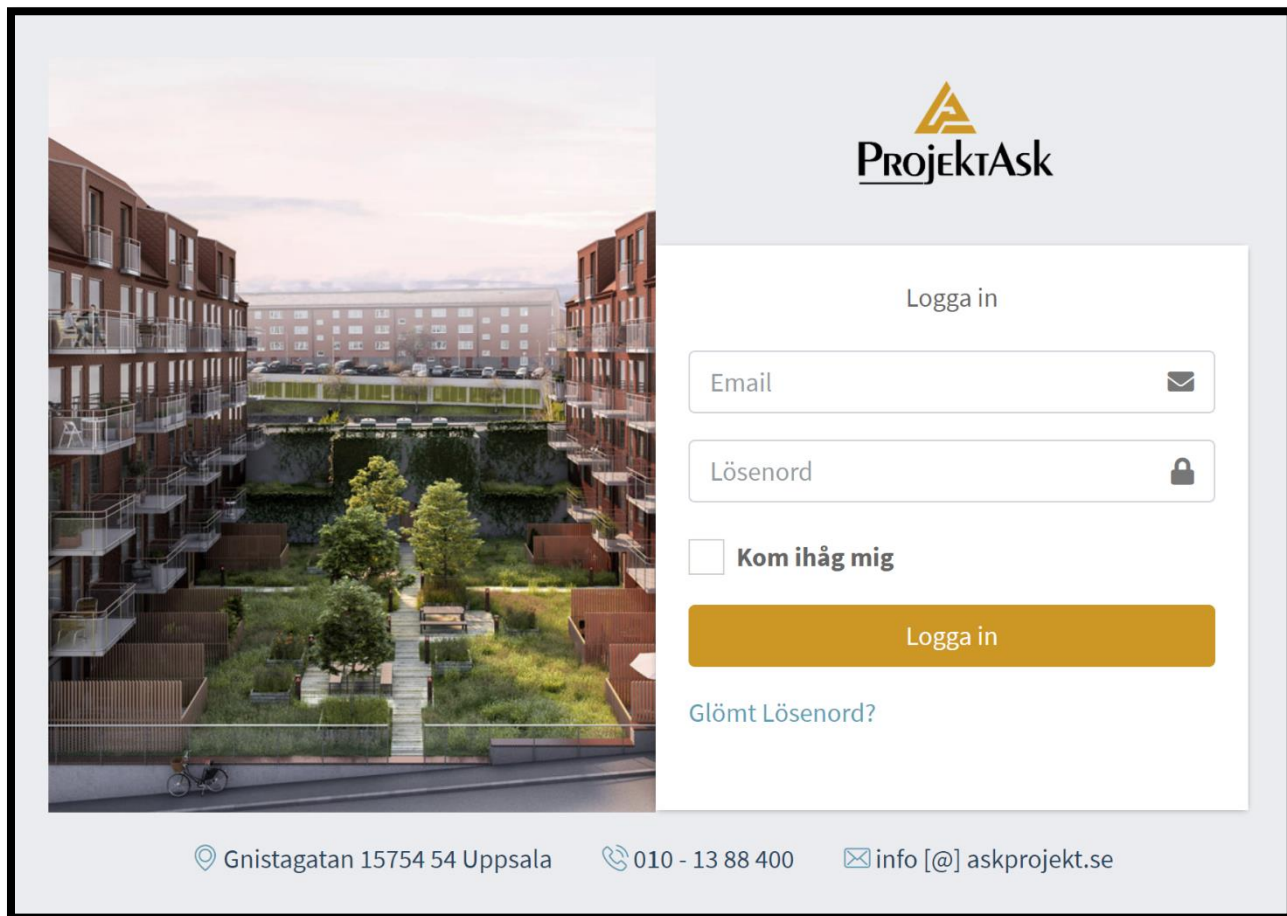 ProjektAsk
Logga in
Email
Lösenord
Kom ihåg mig
Logga in
Glömt Lösenord?
Gnistagatan 15754 54 Uppsala 010 - 13 88 400 info [@] askprojekt.se